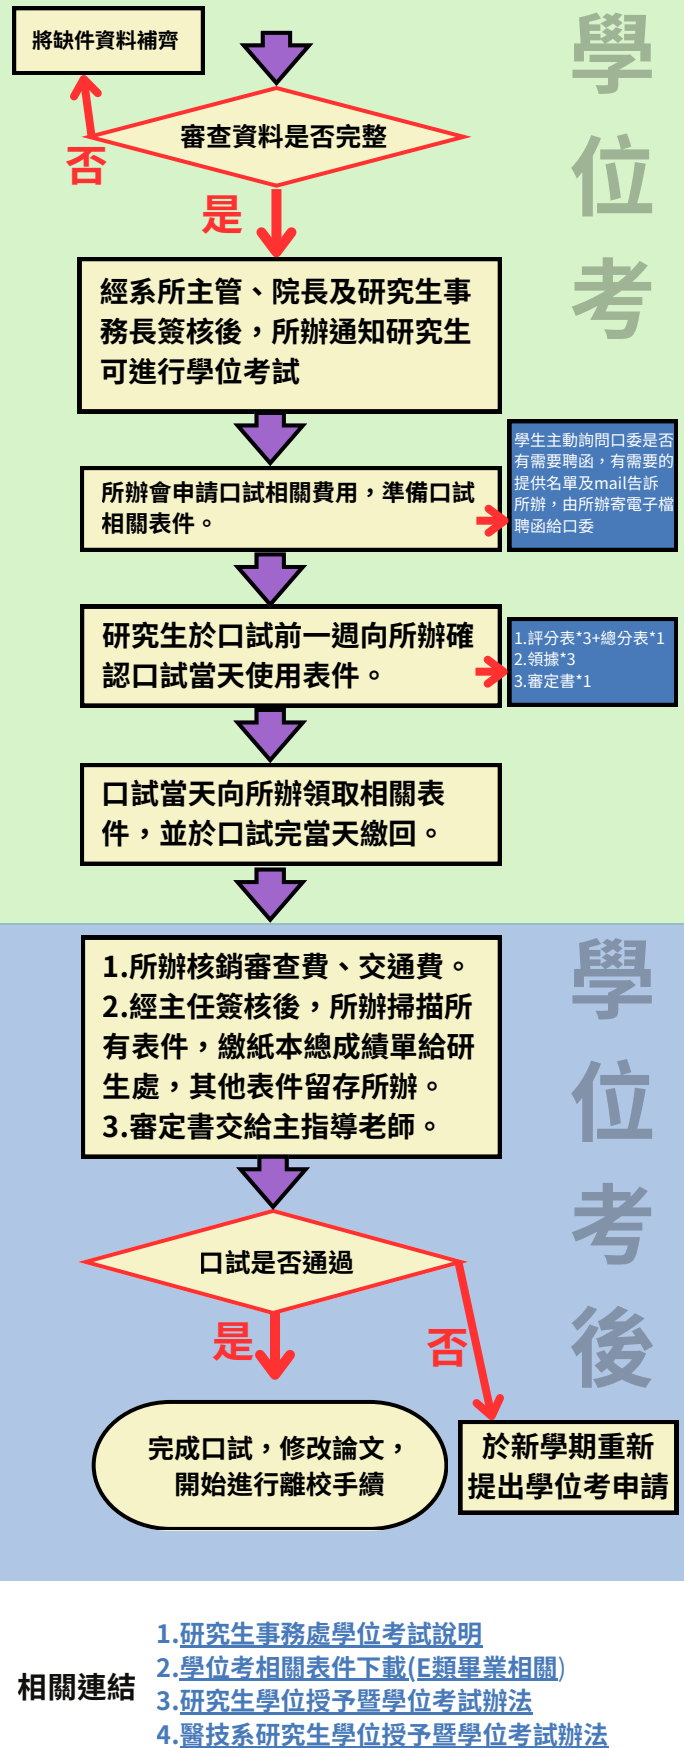 將缺件資料補齊
審查資料是否完整
否
是
學
位
考
經系所主管、院長及研究生事
務長簽核後，所辦通知研究生
可進行學位考試
所辦會申請口試相關費用，準備口試
相關表件。
學生主動詢問口委是否
有需要聘函，有需要的
提供名單及mail告訴
所辦，由所辦寄電子檔
聘函給口委
研究生於口試前一週向所辦確
認口試當天使用表件。
1.評分表*3+總分表*1
2.領據*3
3.審定書*1
口試當天向所辦領取相關表
件，並於口試完當天繳回。
學
位
考
後
1.所辦核銷審查費、交通費。
2.經主任簽核後，所辦掃描所
有表件，繳紙本總成績單給研
生處，其他表件留存所辦。
3.審定書交給主指導老師。
口試是否通過
是
否
完成口試，修改論文，
開始進行離校手續
於新學期重新
提出學位考申請
相關連結
1.研究生事務處學位考試說明
2.學位考相關表件下載(E類畢業相關)
3.研究生學位授予暨學位考試辦法
4.醫技系研究生學位授予暨學位考試辦法